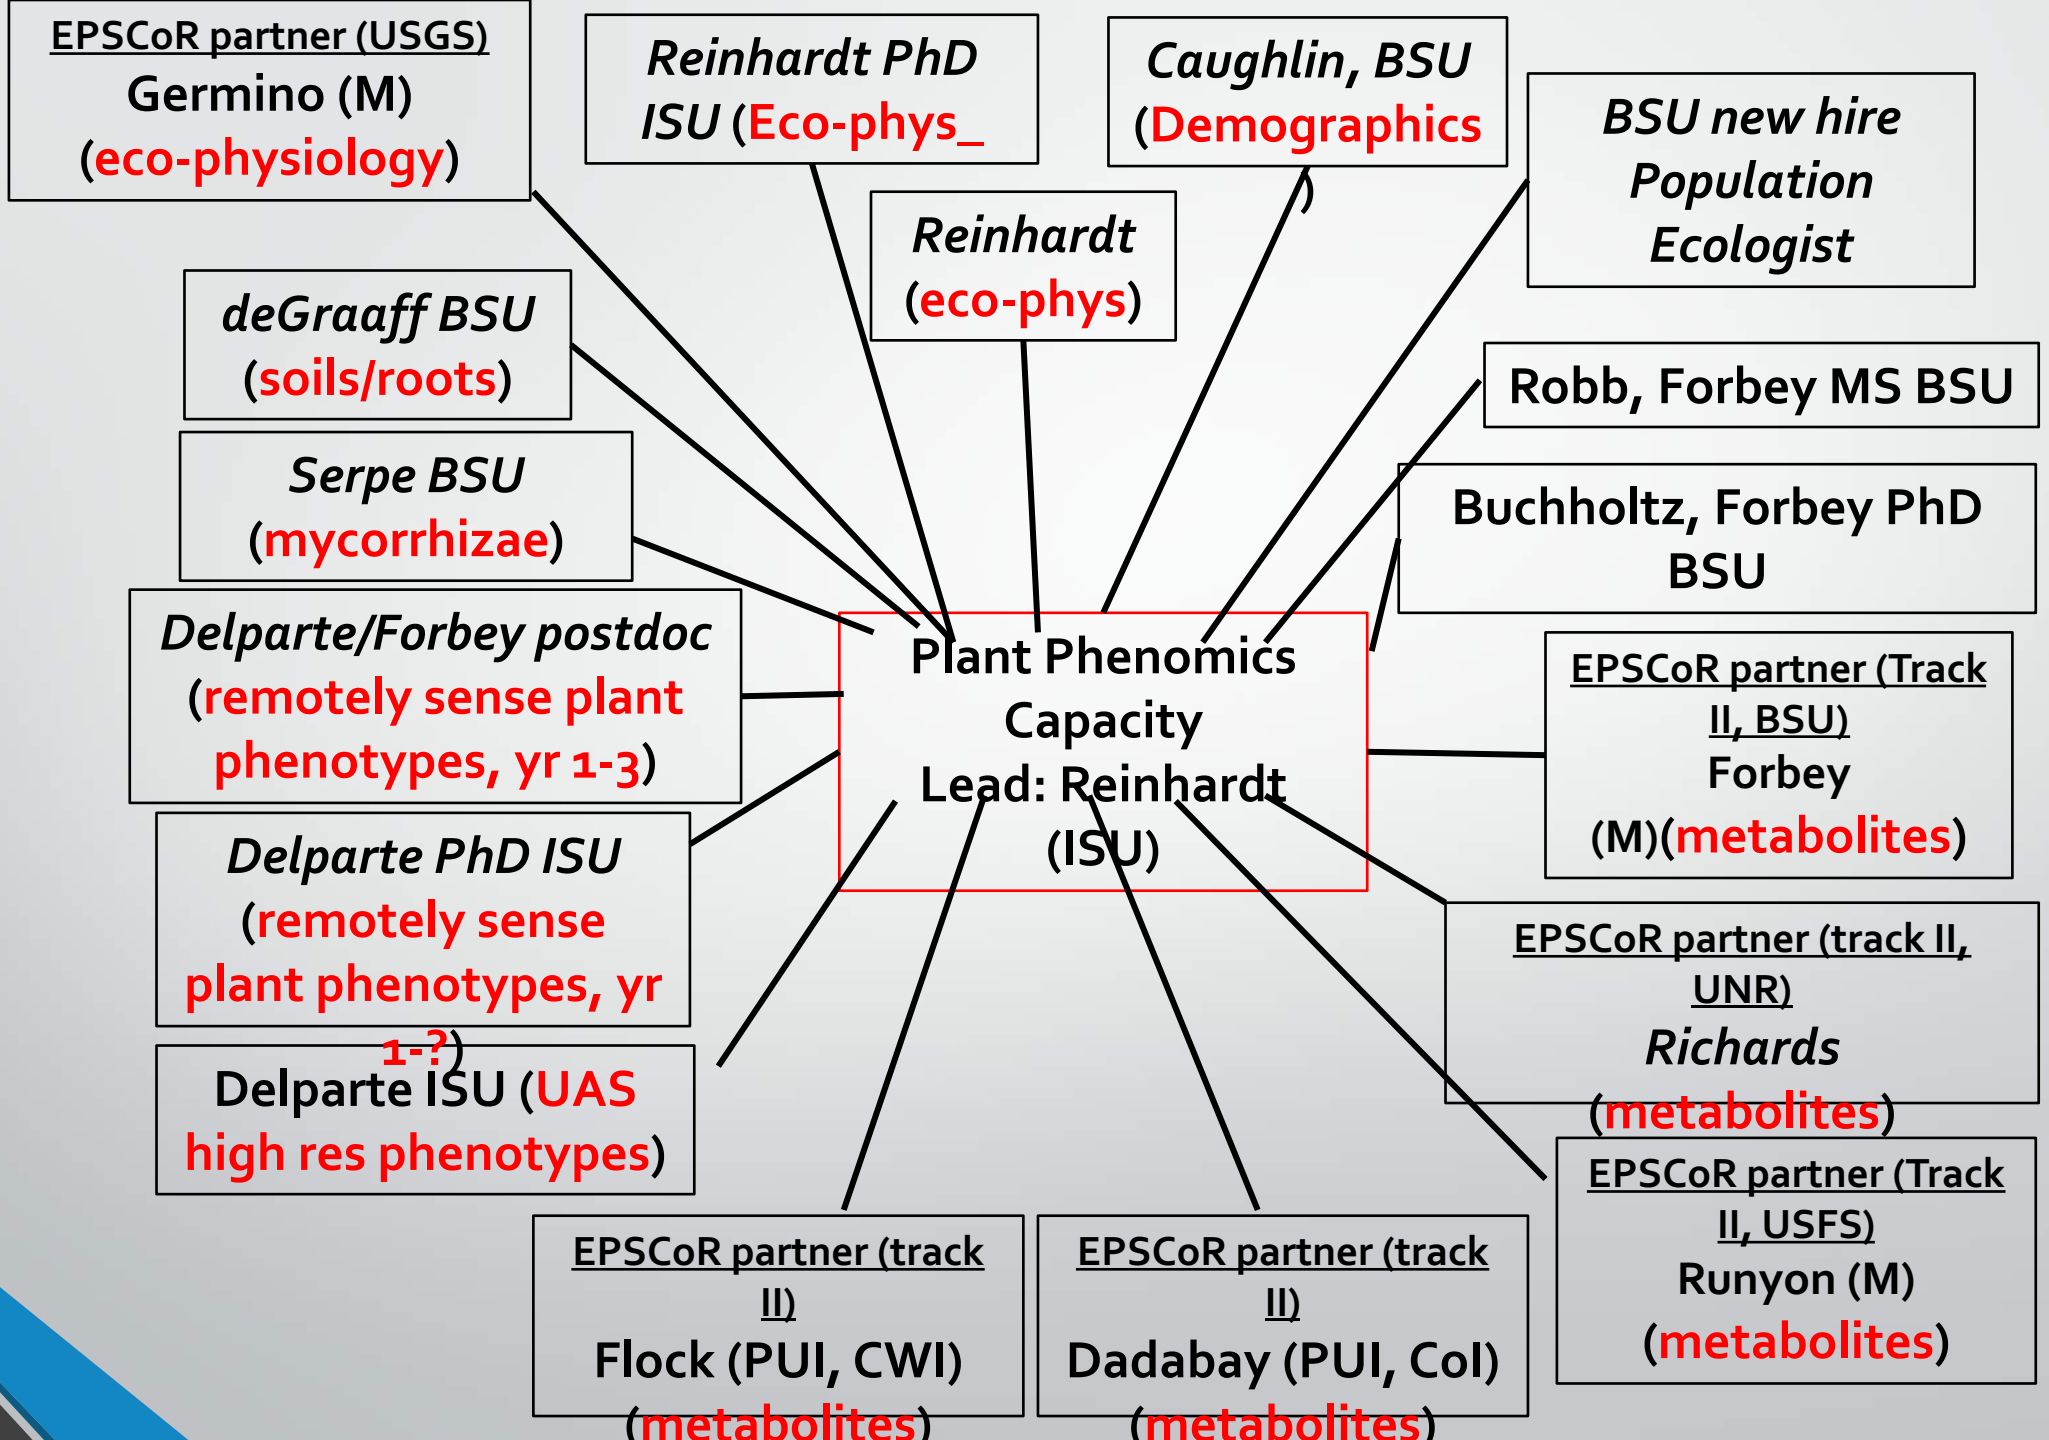 EPSCoR partner (USGS)
Germino (M)
(eco-physiology)
Reinhardt PhD
ISU (Eco-phys_
Caughlin, BSU
(Demographics
)
BSU new hire
Population
Ecologist
Reinhardt
(eco-phys)
deGraaff BSU
(soils/roots)
Robb, Forbey MS BSU
Serpe BSU
(mycorrhizae)
Buchholtz, Forbey PhD
BSU
Delparte/Forbey postdoc
(remotely sense plant
phenotypes, yr 1-3)
Plant Phenomics
Capacity
Lead: Reinhardt
(ISU)
EPSCoR partner (Track
II, BSU)
Forbey
(M)(metabolites)
Delparte PhD ISU
(remotely sense
plant phenotypes, yr
1-?)
EPSCoR partner (track II,
UNR)
Richards
(metabolites)
Delparte ISU (UAS
high res phenotypes)
EPSCoR partner (Track
II, USFS)
Runyon (M)
(metabolites)
EPSCoR partner (track
II)
Flock (PUI, CWI)
(metabolites)
EPSCoR partner (track
II)
Dadabay (PUI, CoI)
(metabolites)